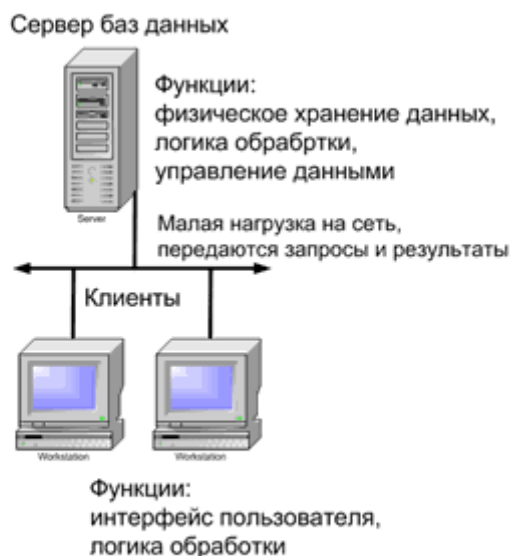 Сервер баз данных
Функции:
физическое хранение данных,
логика обрабртки,
управление данными
Server
Малая нагрузка на сеть,
передаются запросы и результаты
Клиенты
Workstation
Workstation
Функции:
интерфейс пользователя,
логика обработки